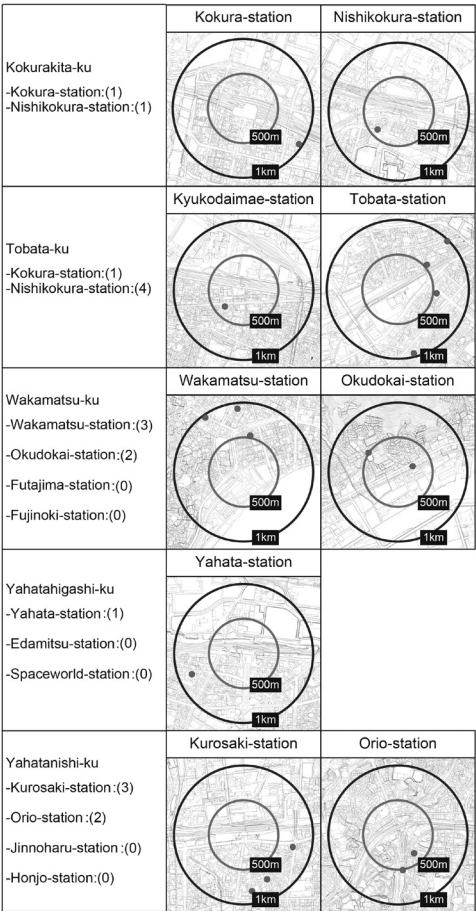 Kokura-station
Nishikokura-station
Kokurakita-ku
-Kokura-station:(1)
-Nishikokura-station:(1)
500m
1km
500m
1km
Kyukodaimae-station
Tobata-station
Tobata-ku
-Kokura-station:(1)
-Nishikokura-station:(4)
500m
1km
500m
1km
Wakamatsu-station
Okudokai-station
Wakamatsu-ku
-Wakamatsu-station:(3)
-Okudokai-station:(2)
-Futajima-station:(0)
-Fujinoki-station:(0)
500m
1km
500m
1km
Yahata-station
Yahatahigashi-ku
-Yahata-station:(1)
-Edamitsu-station:(0)
-Spaceworld-station:(0)
500m
1km
Kurosaki-station
Orio-station
Yahatanishi-ku
-Kurosaki-station:(3)
-Orio-station:(2)
-Jinnoharu-station:(0)
-Honjo-station:(0)
500m
1km
500m
1km